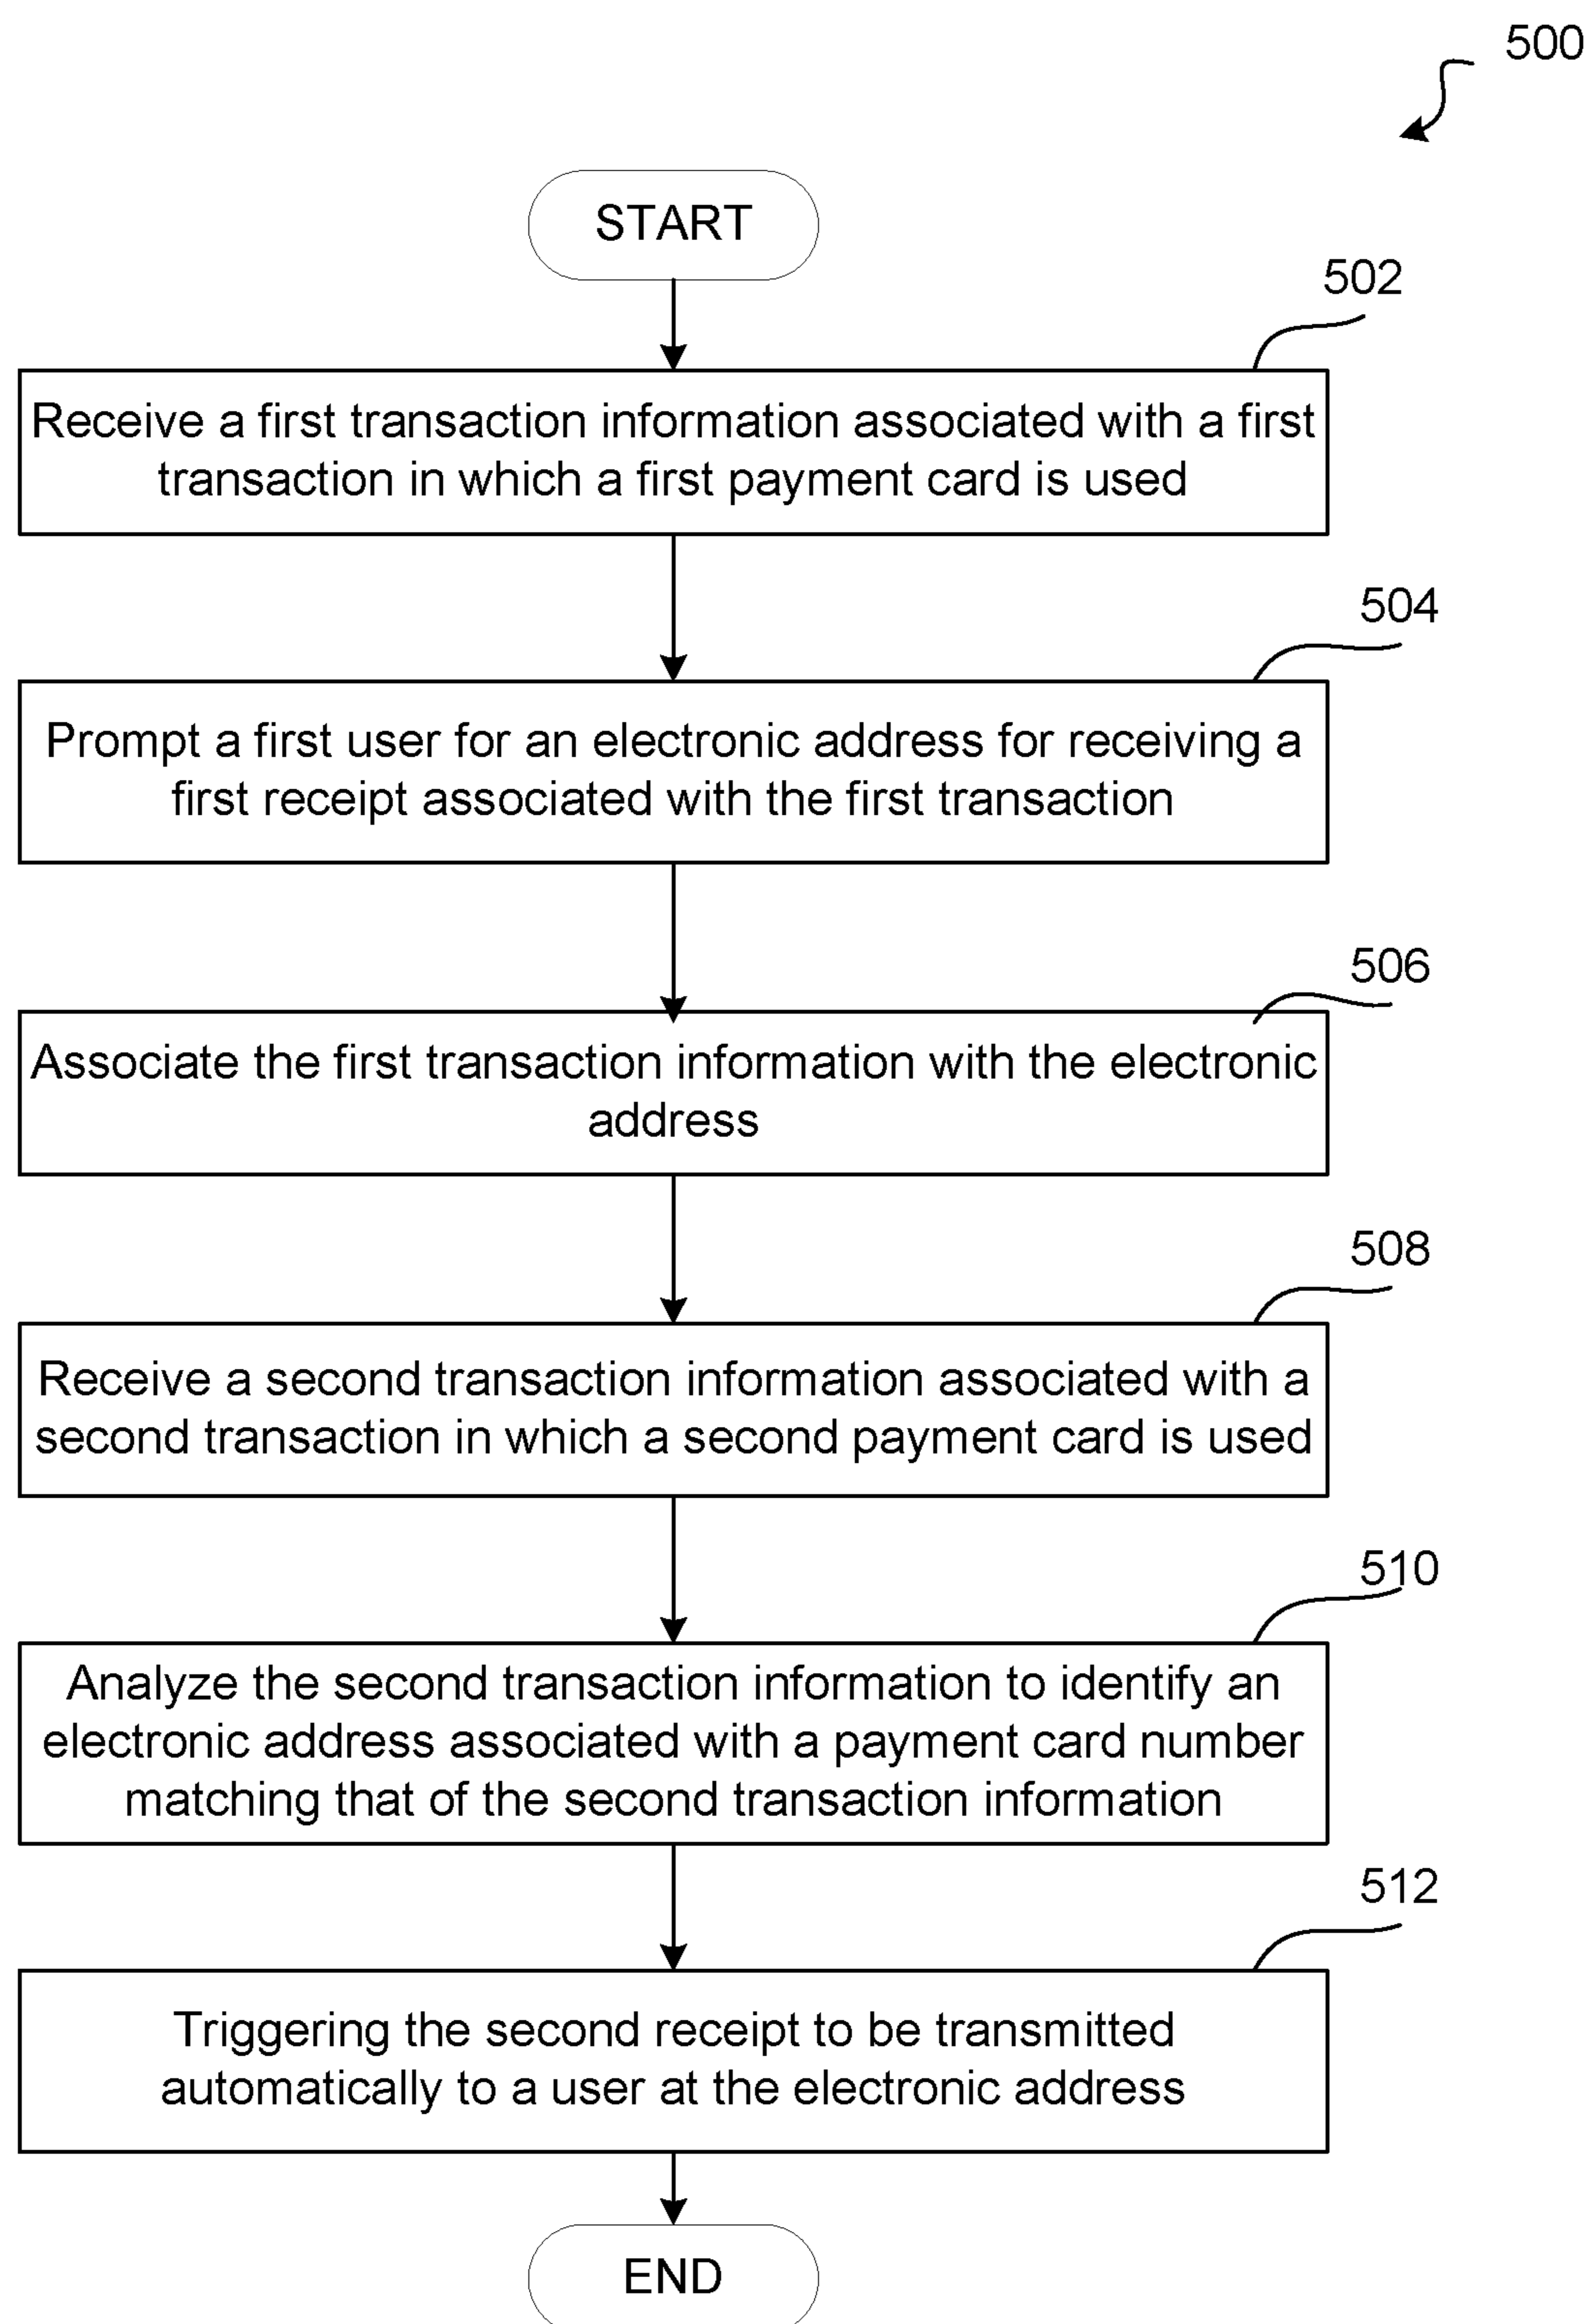 500
START
502
Receive a first transaction information associated with a first
transaction in which a first payment card is used
504
Prompt a first user for an electronic address for receiving a
first receipt associated with the first transaction
506
Associate the first transaction information with the electronic
address
508
Receive a second transaction information associated with a
second transaction in which a second payment card is used
510
Analyze the second transaction information to identify an
electronic address associated with a payment card number
matching that of the second transaction information
512
Triggering the second receipt to be transmitted
automatically to a user at the electronic address
END